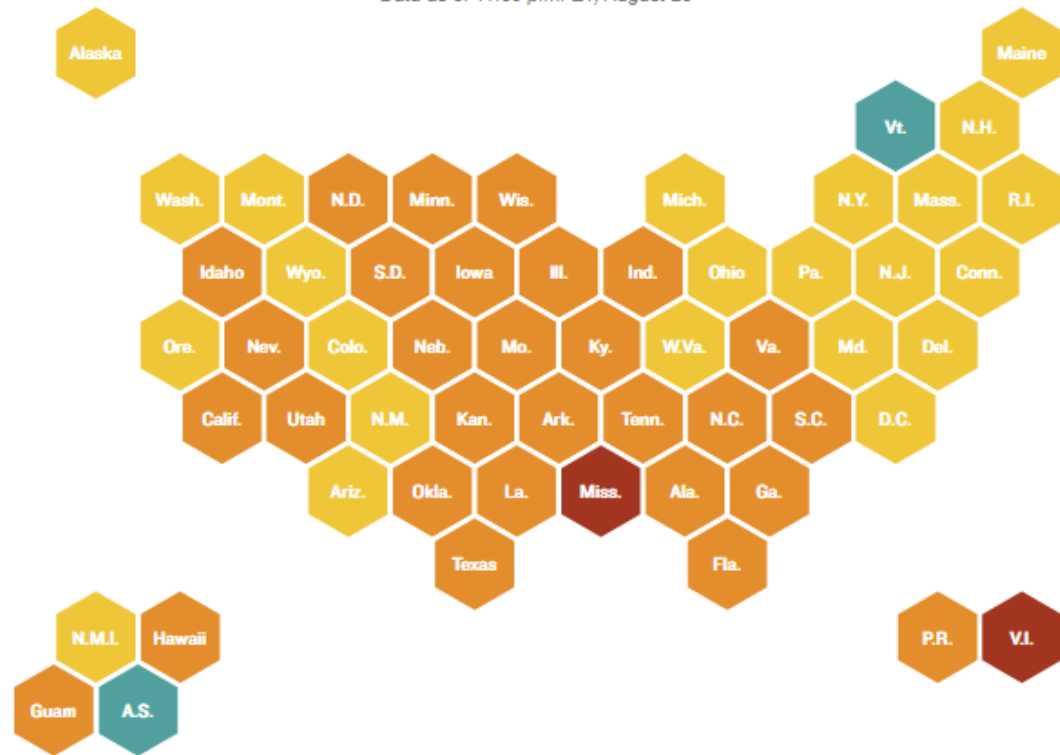 Alaska
Maine
Vt.
N.H.
Wash.
Mont.
N.D.
Minn.
Wis.
Mich.
N.Y.
Mass.
R.I.
Idaho
Wyo.
S.D.
Iowa
Ill.
Ind.
Ohio
Pa.
N.J.
Conn.
Ore.
Nev.
Colo.
Neb.
Mo.
Ky.
W.Va.
Va.
Md.
Del.
Calif.
Utah
N.M.
Kan.
Ark.
Tenn.
N.C.
S.C.
D.C.
Ariz.
Okla.
La.
Miss.
Ala.
Ga.
Texas
Fla.
N.M.I.
Hawaii
P.R.
V.I.
Guam
A.S.